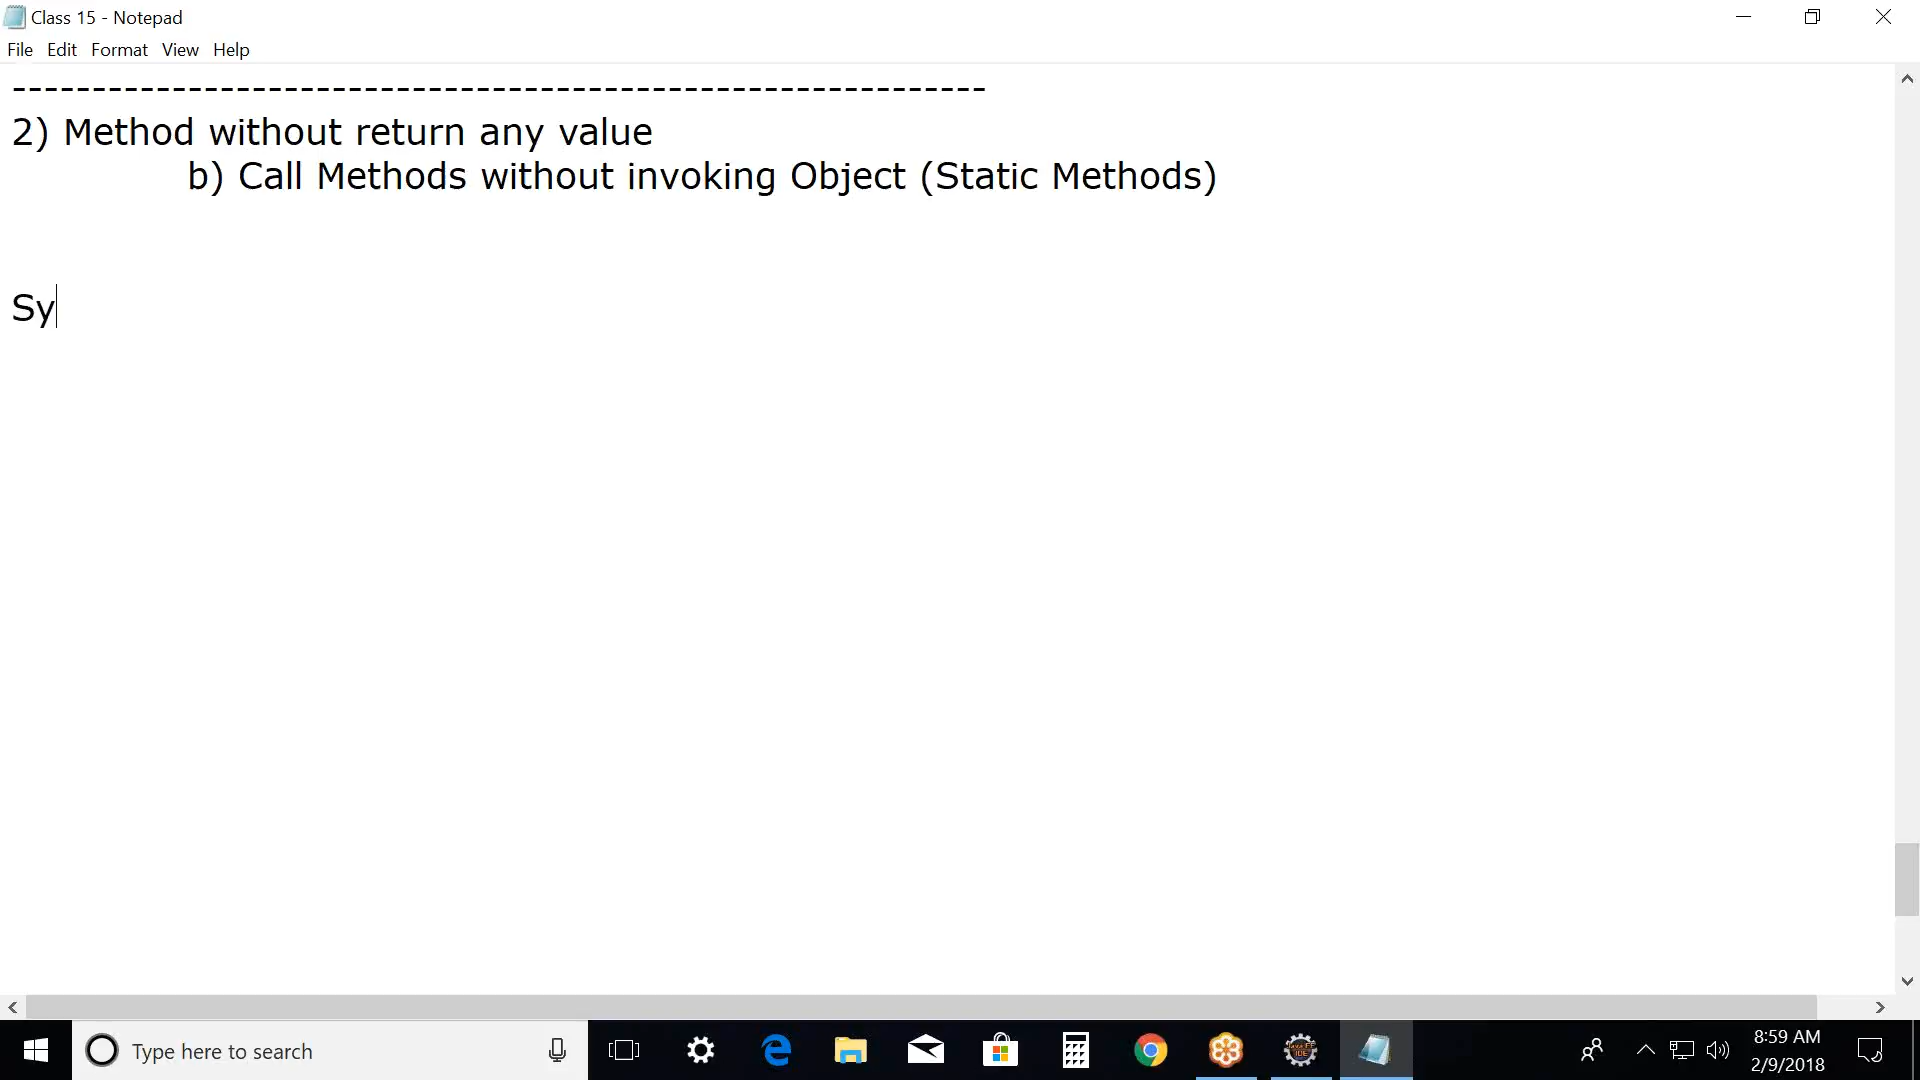 Class 15 - Notepad
File Edit Format View Help
-------------------------------------------------------------
2) Method without return any value
b) Call Methods without invoking Object (Static Methods)
Sy
Type here to search
8:59 AM
2/9/2018